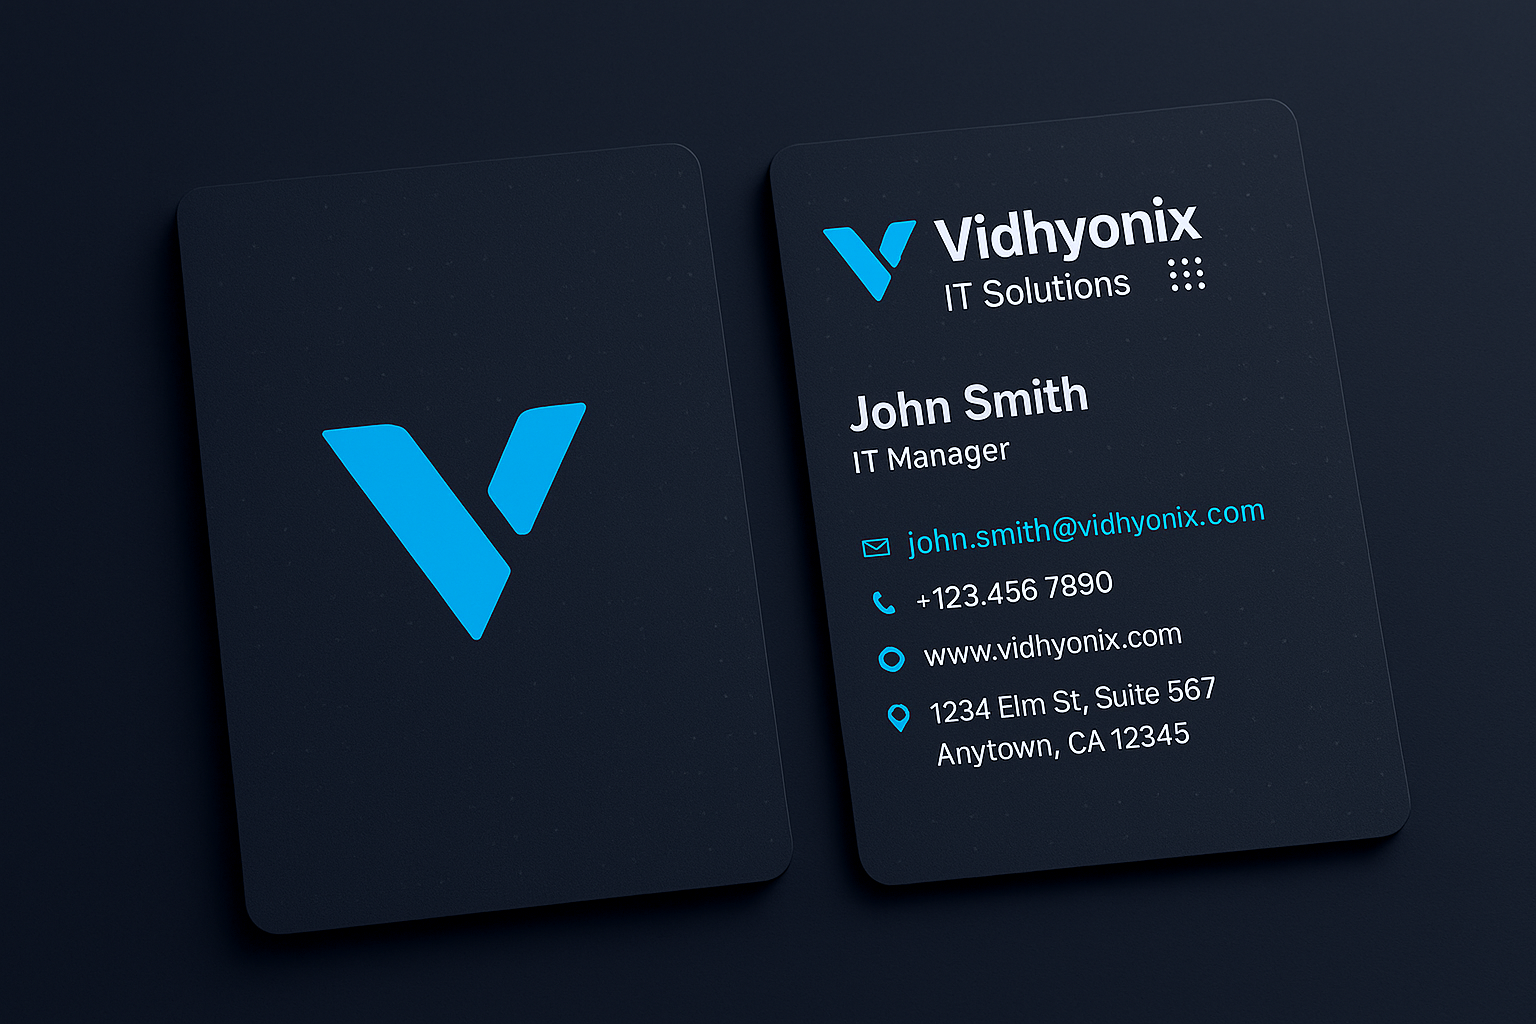 Vidhyonix
IT Solutions
John Smith
IT Manager
john.smith@vidhyonix.com
+123.456 7890
www.vidhyonix.com
1234 Elm St, Suite 567
Anytown, CA 12345